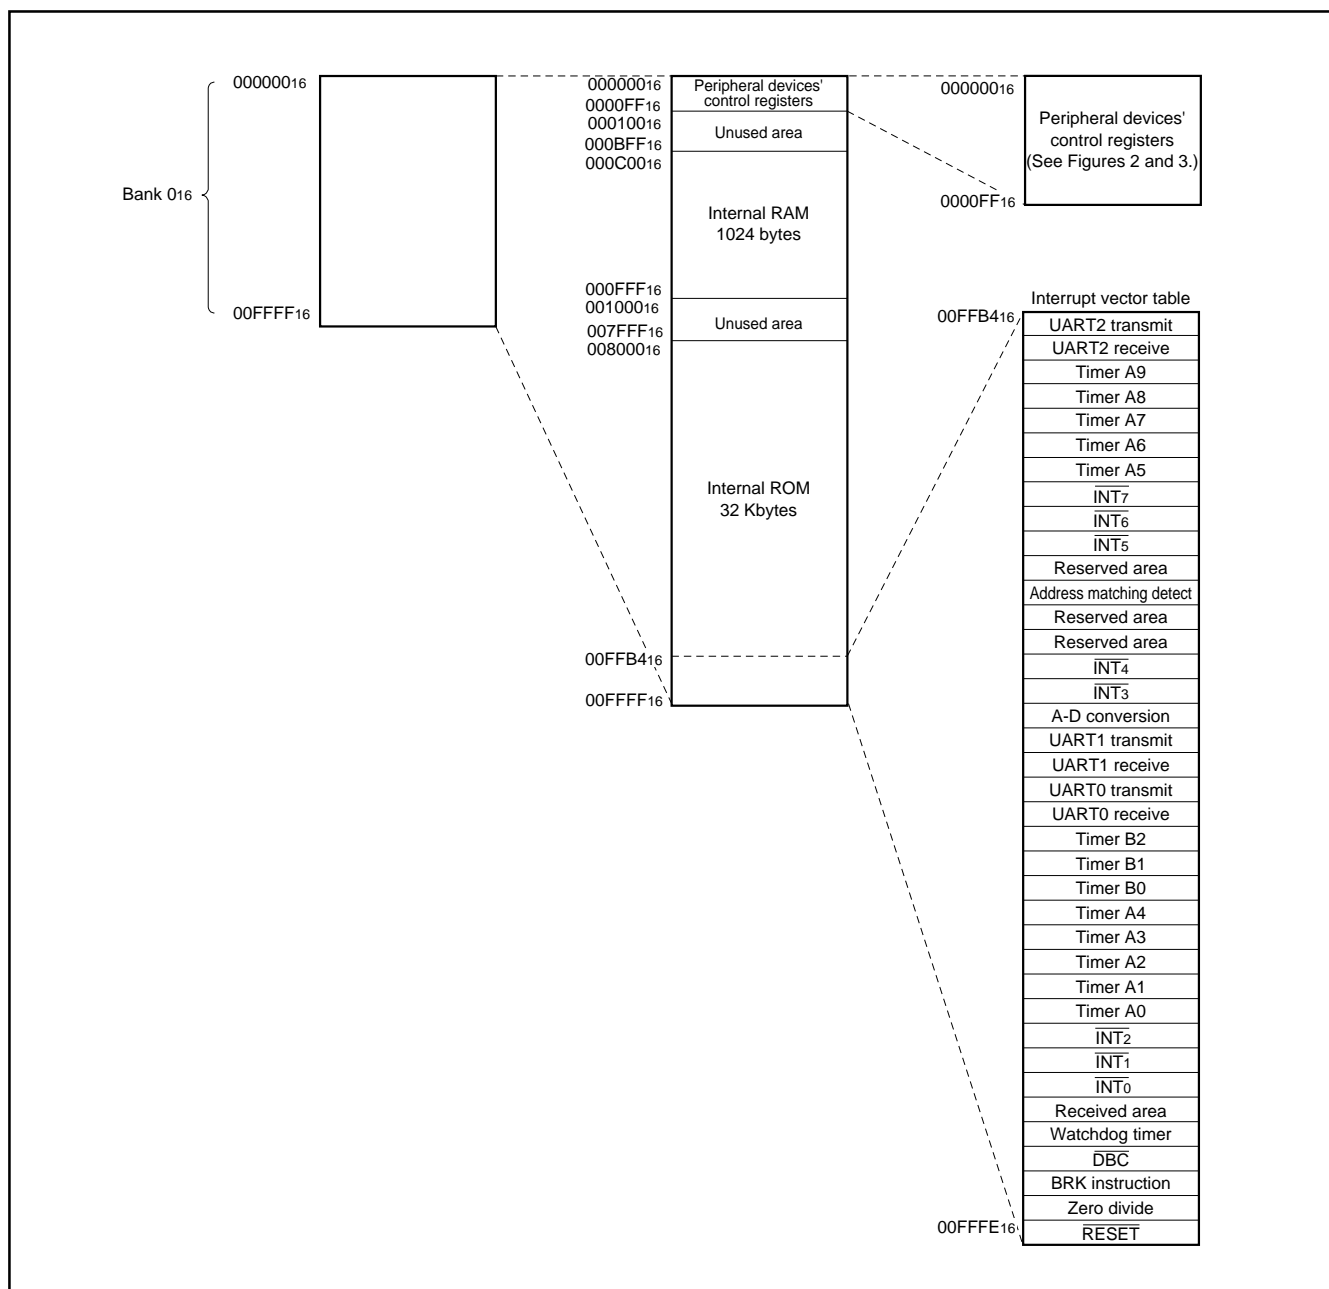 Bank 016
00000016
00FFFF16
00000016
0000FF16
00010016
000BFF16
000C0016
000FFF16
00100016
007FFF16
00800016
00FFB416
00FFFF16
Peripheral devices'
control registers
Unused area
Internal RAM
1024 bytes
Unused area
Internal ROM
32 Kbytes
00000016
0000FF16
Peripheral devices'
control registers
(See Figures 2 and 3.)
Interrupt vector table
00FFB416
UART2 transmit
UART2 receive
Timer A9
Timer A8
Timer A7
Timer A6
Timer A5
INT7
INT6
INT5
Reserved area
Address matching detect
Reserved area
Reserved area
INT4
INT3
A-D conversion
UART1 transmit
UART1 receive
UART0 transmit
UART0 receive
Timer B2
Timer B1
Timer B0
Timer A4
Timer A3
Timer A2
Timer A1
Timer A0
INT2
INT1
INT0
Received area
Watchdog timer
DBC
BRK instruction
Zero divide
00FFFE16
RESET